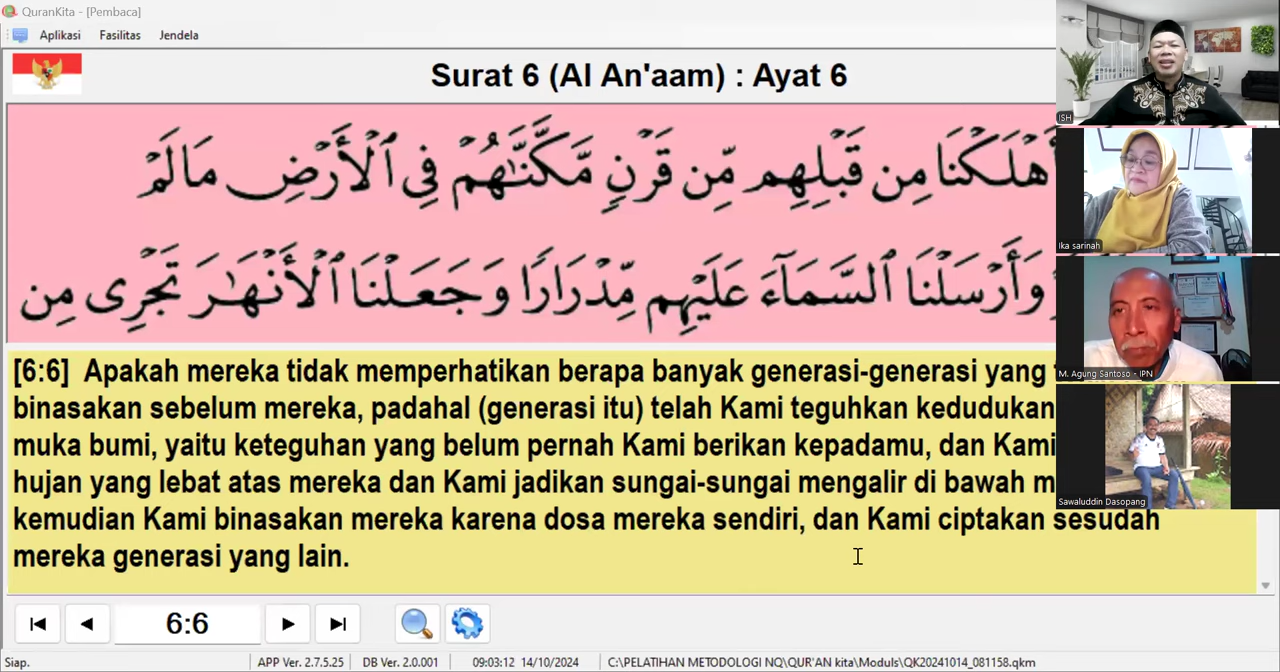 QuranKita - [Pembaca]
Aplikasi Fasilitas Jendela
Surat 6 (Al An'aam) : Ayat 6
أَهْلَكْنَا مِن قَبْلِهِم مِّن قَرْنٍ مَّكَّنَّٰهُمْ فِى ٱلْأَرْضِ مَا لَمْ
وَأَرْسَلْنَا ٱلسَّمَآءَ عَلَيْهِم مِّدْرَارًا وَجَعَلْنَا ٱلْأَنْهَٰرَ تَجْرِى مِن
[6:6] Apakah mereka tidak memperhatikan berapa banyak generasi-generasi yang
binasakan sebelum mereka, padahal (generasi itu) telah Kami teguhkan kedudukan
muka bumi, yaitu keteguhan yang belum pernah Kami berikan kepadamu, dan Kami
hujan yang lebat atas mereka dan Kami jadikan sungai-sungai mengalir di bawah m
kemudian Kami binasakan mereka karena dosa mereka sendiri, dan Kami ciptakan sesudah
mereka generasi yang lain.
6:6
Siap. APP Ver. 2.7.5.25 DB Ver. 2.0.001 09:03:12 14/10/2024 C:\PELATIHAN METODOLOGI NQ\QUR'AN kita\Moduls\QK20241014_081158.qkm
ISH
Ika sarinah
M. Agung Santoso - IPN
Sawaluddin Dasopang